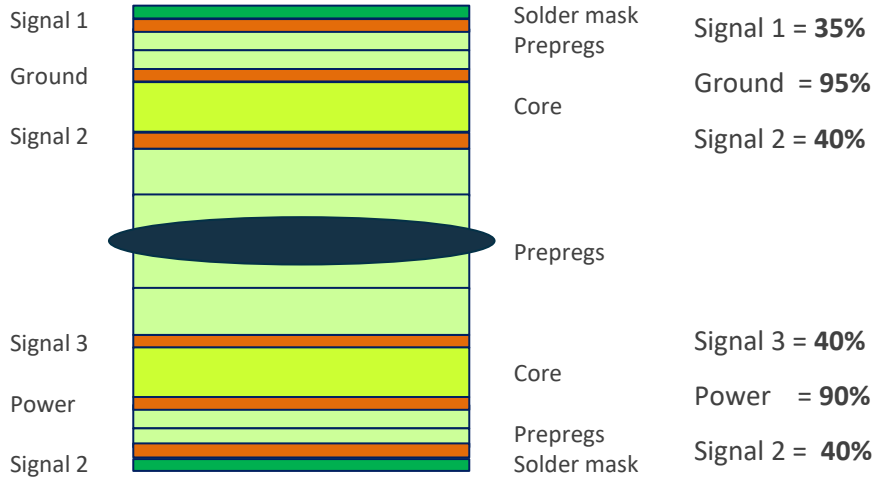 Signal 1
Ground
Signal 2
Signal 3
Power
Signal 2
Solder mask
Prepregs
Core
Prepregs
Core
Prepregs
Solder mask
Signal 1 = 35%
Ground = 95%
Signal 2 = 40%
Signal 3 = 40%
Power = 90%
Signal 2 = 40%